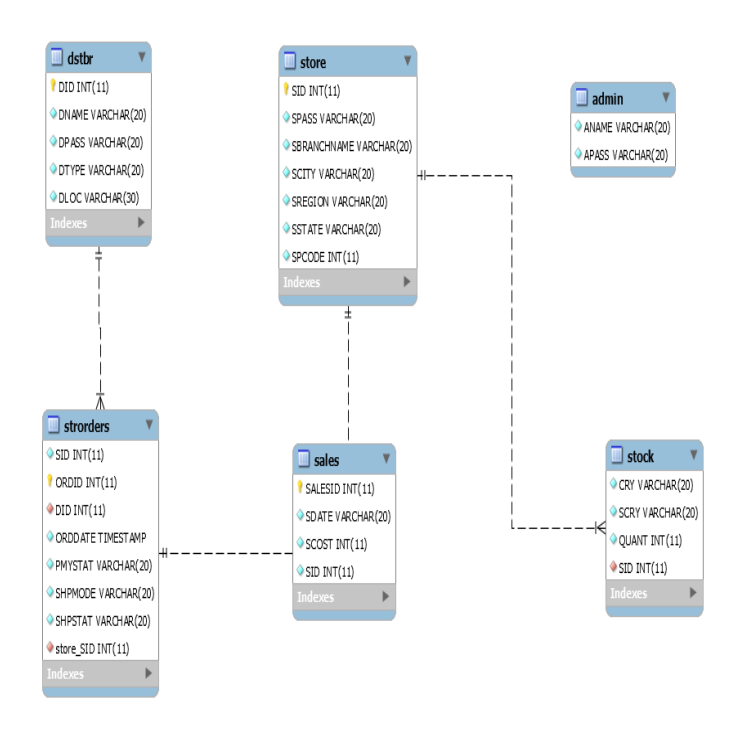 dstbr
DID INT(11)
DNAME VARCHAR(20)
DPASS VARCHAR(20)
DTYPE VARCHAR(20)
DLOC VARCHAR(30)
Indexes
store
SID INT(11)
SPASS VARCHAR(20)
SBRANCHNAME VARCHAR(20)
SCITY VARCHAR(20)
SREGION VARCHAR(20)
SSTATE VARCHAR(20)
SPCODE INT(11)
Indexes
admin
ANAME VARCHAR(20)
APASS VARCHAR(20)
strorders
SID INT(11)
ORDID INT(11)
DID INT(11)
ORDDATE TIMESTAMP
PMYSTAT VARCHAR(20)
SHPMODE VARCHAR(20)
SHPSTAT VARCHAR(20)
store_SID INT(11)
Indexes
sales
SALESID INT(11)
SDATE VARCHAR(20)
SCOST INT(11)
SID INT(11)
Indexes
stock
CRY VARCHAR(20)
SCRY VARCHAR(20)
QUANT INT(11)
SID INT(11)
Indexes